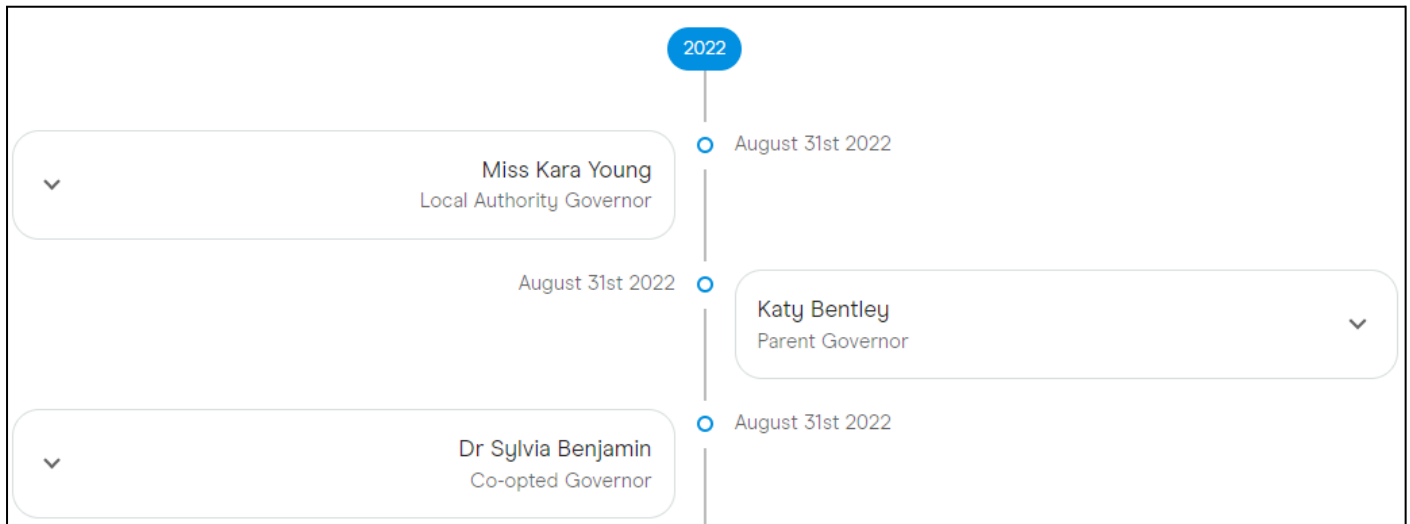 2022
August 31st 2022
Miss Kara Young
Local Authority Governor
August 31st 2022
Katy Bentley
Parent Governor
August 31st 2022
Dr Sylvia Benjamin
Co-opted Governor